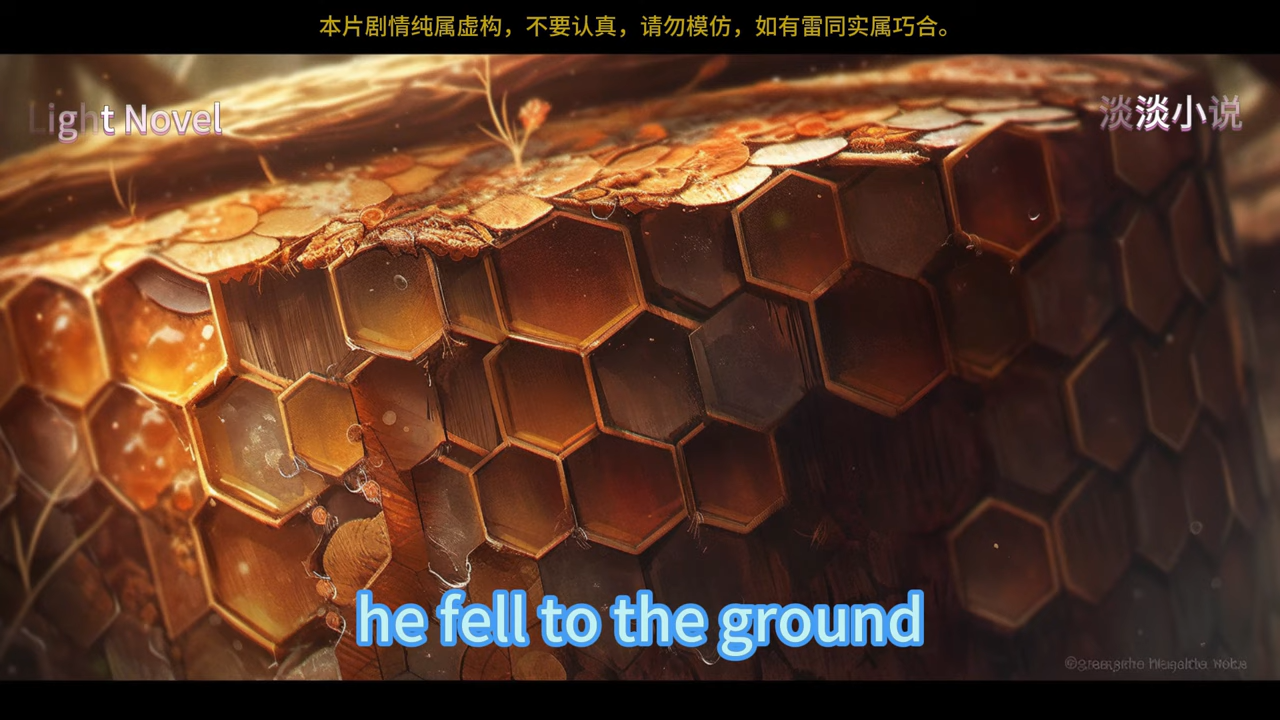 本片剧情纯属虚构，不要认真，请勿模仿，如有雷同实属巧合。
Light Novel
淡淡小说
he fell to the ground